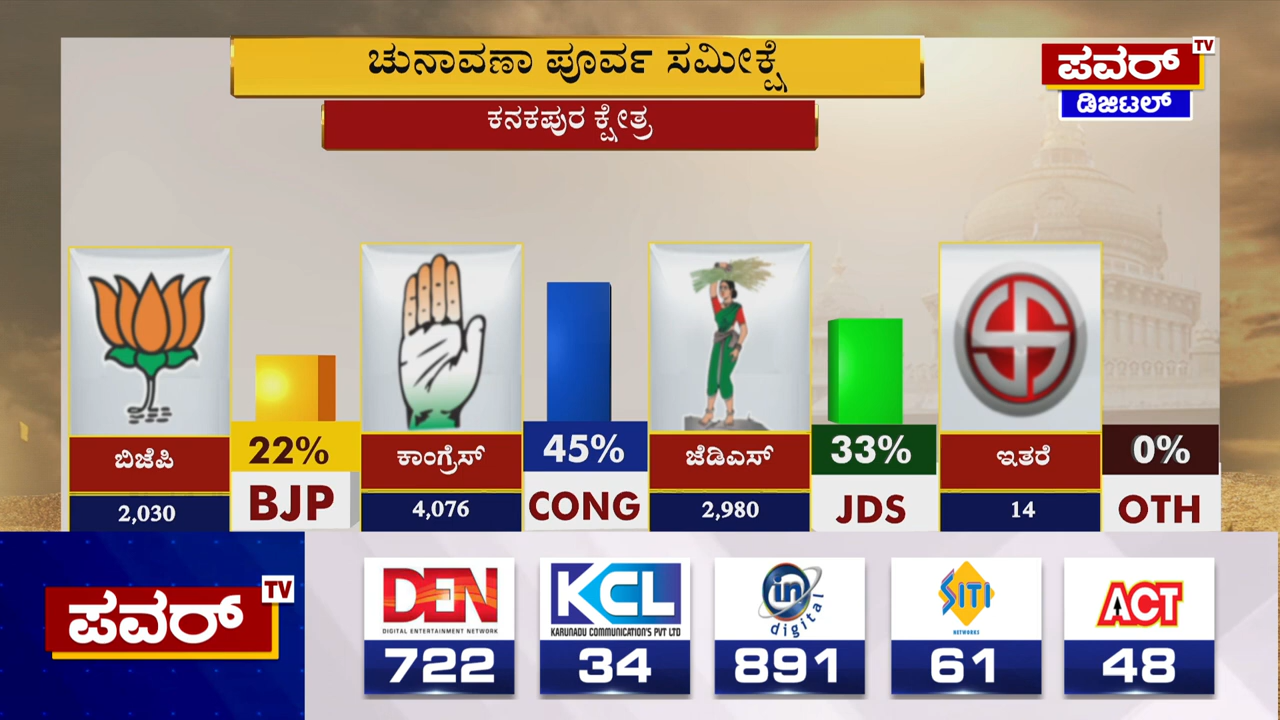 ಚುನಾವಣಾ ಪೂರ್ವ ಸಮೀಕ್ಷೆ
ಕನಕಪುರ ಕ್ಷೇತ್ರ
ಪವರ್ TV
ಡಿಜಿಟಲ್
ಬಿಜೆಪಿ
2,030
22%
BJP
ಕಾಂಗ್ರೆಸ್
4,076
45%
CONG
ಜೆಡಿಎಸ್
2,980
33%
JDS
ಇತರೆ
14
0%
OTH
ಪವರ್ TV
DEN
DIGITAL ENTERTAINMENT NETWORK
722
KCL
KARUNADU COMMUNICATION'S PVT LTD
34
in
digital
891
SITI
NETWORKS
61
ACT
48